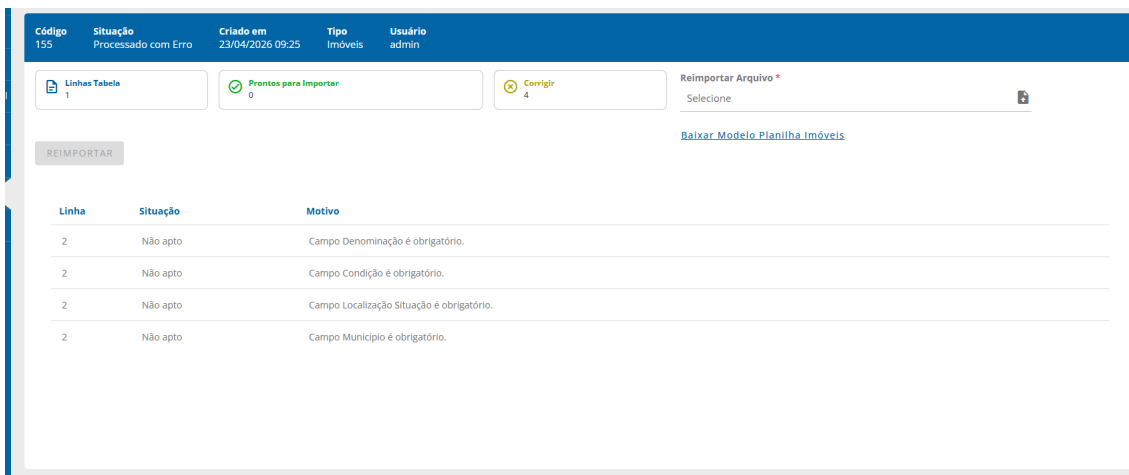 Código Situação Criado em Tipo Usuário
155 Processado com Erro 23/04/2026 09:25 Imóveis admin
Linhas Tabela
1
Prontos para Importar
0
Corrigir
4
Reimportar Arquivo *
Selecione
Baixar Modelo Planilha Imóveis
REIMPORTAR
Linha Situação Motivo
2 Não apto Campo Denominação é obrigatório.
2 Não apto Campo Condição é obrigatório.
2 Não apto Campo Localização Situação é obrigatório.
2 Não apto Campo Município é obrigatório.